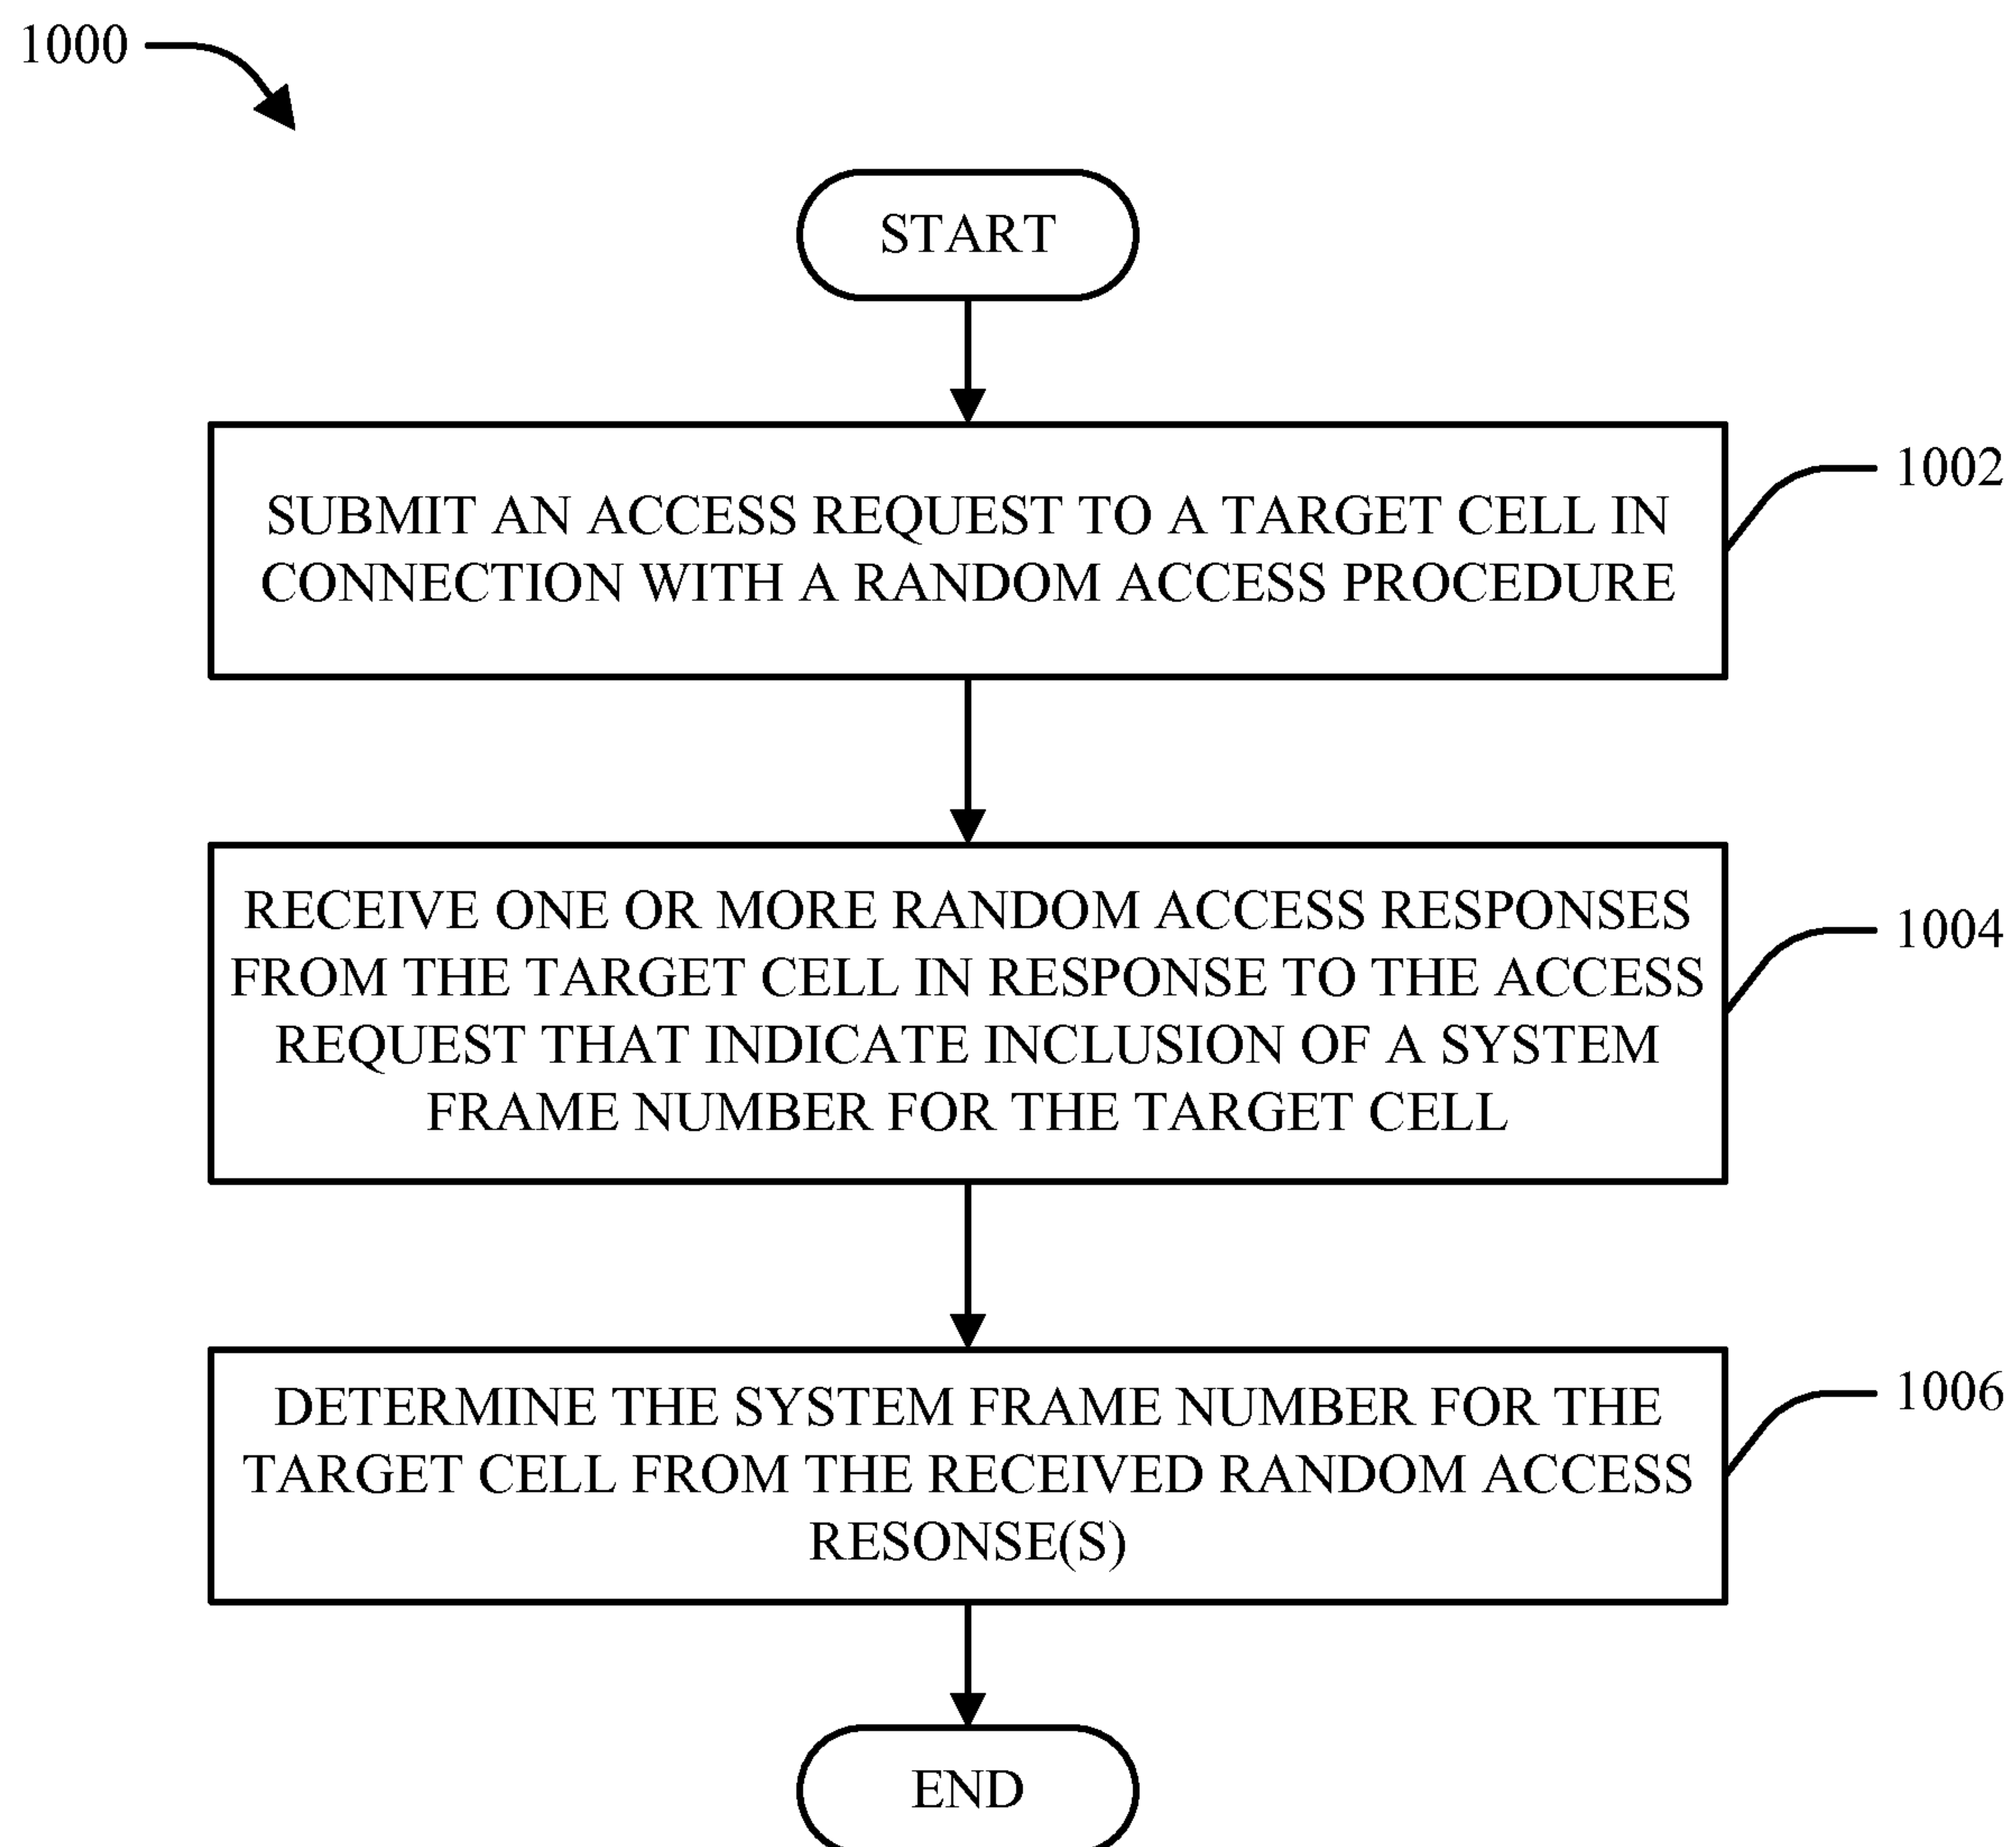 1000
START
SUBMIT AN ACCESS REQUEST TO A TARGET CELL IN
CONNECTION WITH A RANDOM ACCESS PROCEDURE
1002
RECEIVE ONE OR MORE RANDOM ACCESS RESPONSES
FROM THE TARGET CELL IN RESPONSE TO THE ACCESS
REQUEST THAT INDICATE INCLUSION OF A SYSTEM
FRAME NUMBER FOR THE TARGET CELL
1004
DETERMINE THE SYSTEM FRAME NUMBER FOR THE
TARGET CELL FROM THE RECEIVED RANDOM ACCESS
RESONSE(S)
1006
END